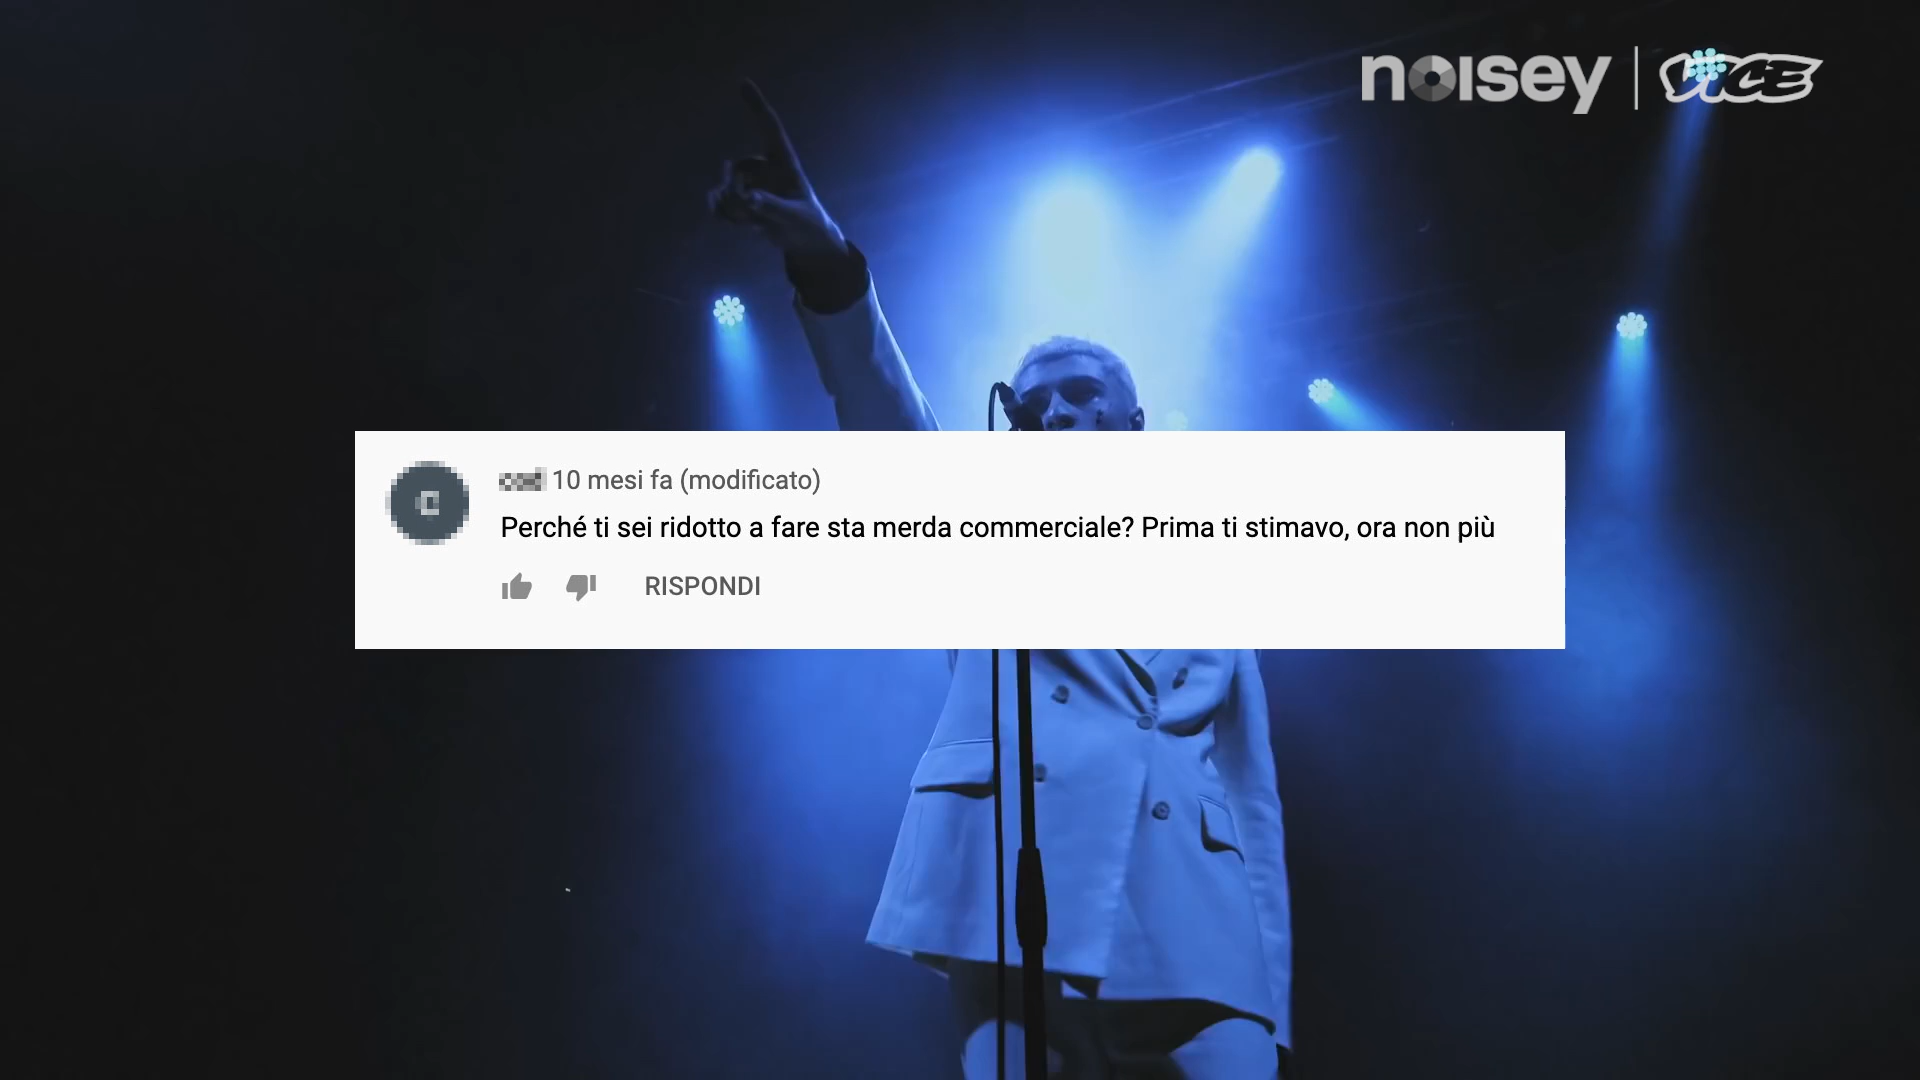 noisey | VICE
10 mesi fa (modificato)
Perché ti sei ridotto a fare sta merda commerciale? Prima ti stimavo, ora non più
RISPONDI